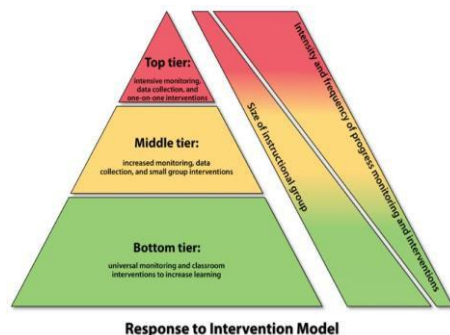 Top tier:
intensive monitoring,
data collection, and
one-on-one interventions
Middle tier:
increased monitoring, data
collection, and small group interventions
Bottom tier:
universal monitoring and classroom
interventions to increase learning
Size of instructional group
Intensity and frequency of progress monitoring and interventions
Response to Intervention Model